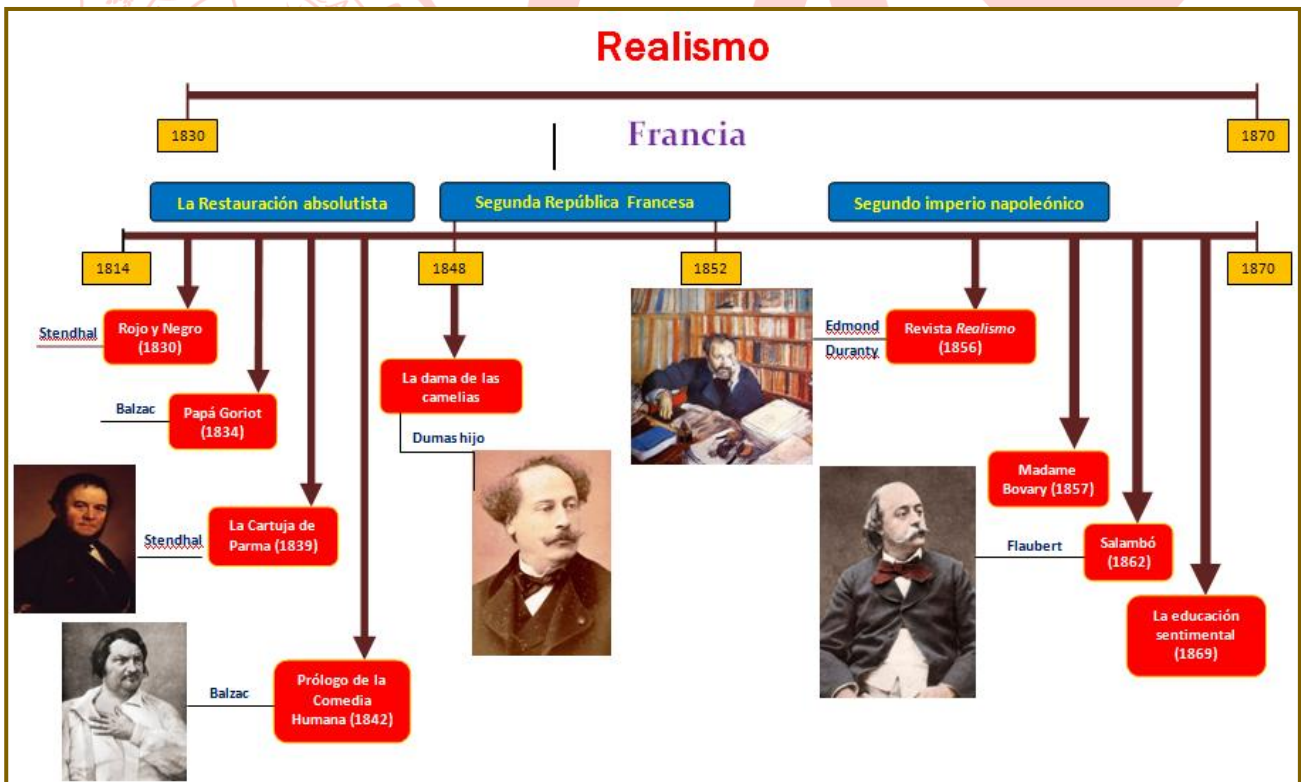 Realismo
1830
1870
Francia
La Restauración absolutista
Segunda República Francesa
Segundo imperio napoleónico
1814
1848
1852
1870
Stendhal
Rojo y Negro
(1830)
Balzac
Papá Goriot
(1834)
Stendhal
La Cartuja de
Parma (1839)
Balzac
Prólogo de la
Comedia
Humana (1842)
La dama de las
camelias
Dumas hijo
Edmond
Duranty
Revista Realismo
(1856)
Madame
Bovary (1857)
Flaubert
Salambó
(1862)
La educación
sentimental
(1869)